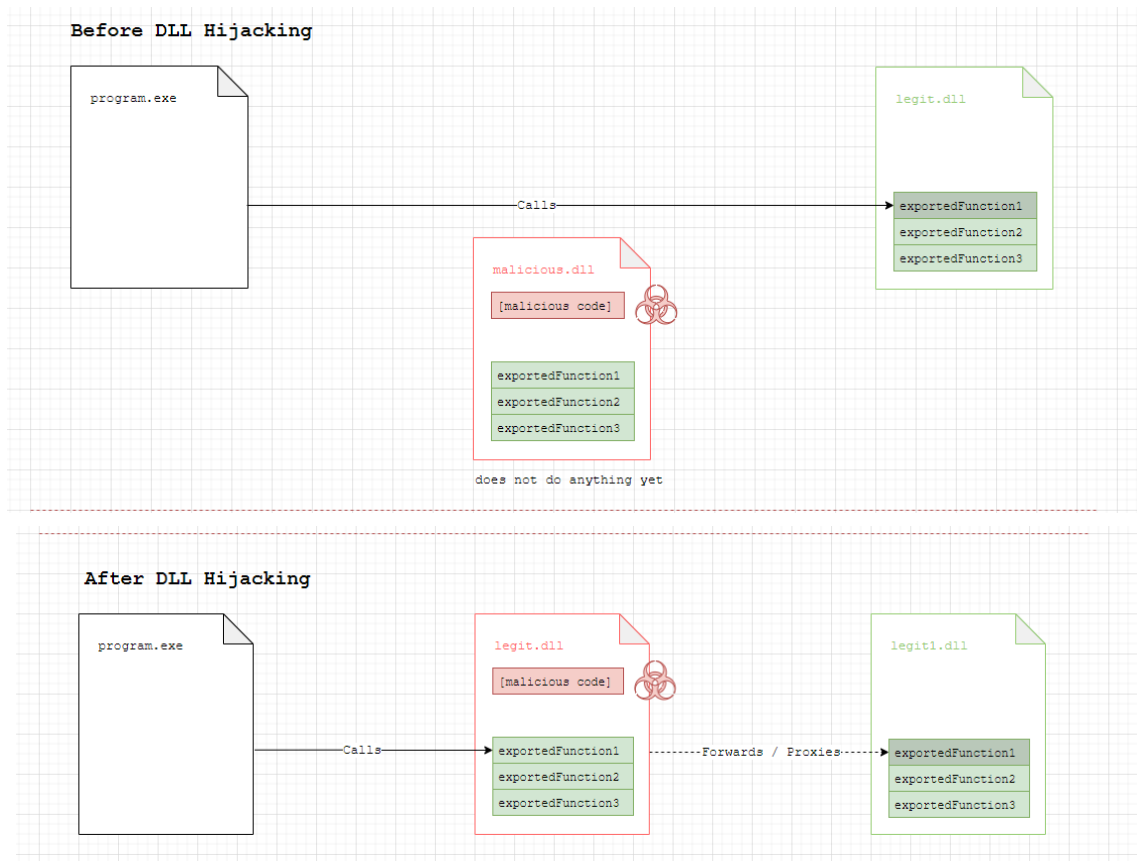 Before DLL Hijacking
program.exe
legit.dll
Calls
exportedFunction1
exportedFunction2
exportedFunction3
malicious.dll
[malicious code]
exportedFunction1
exportedFunction2
exportedFunction3
does not do anything yet
After DLL Hijacking
program.exe
legit.dll
legit1.dll
[malicious code]
Calls
exportedFunction1
exportedFunction2
exportedFunction3
Forwards / Proxies
exportedFunction1
exportedFunction2
exportedFunction3